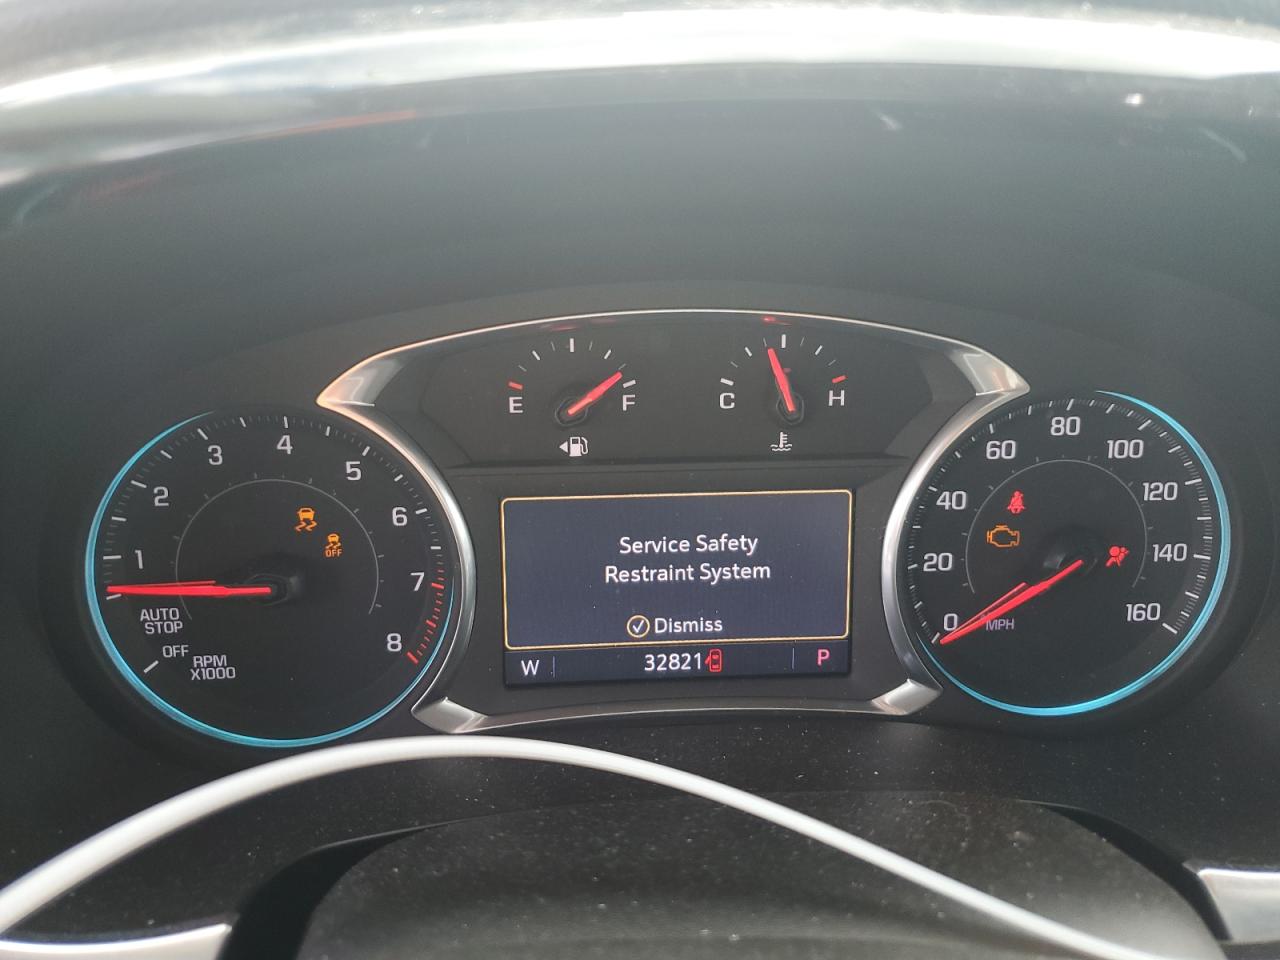 E F C H
1 2 3 4 5 6 7 8
AUTO
STOP
OFF
RPM
X1000
OFF
Service Safety
Restraint System
Dismiss
W 32821 P
0 20 40 60 80 100 120 140 160
MPH